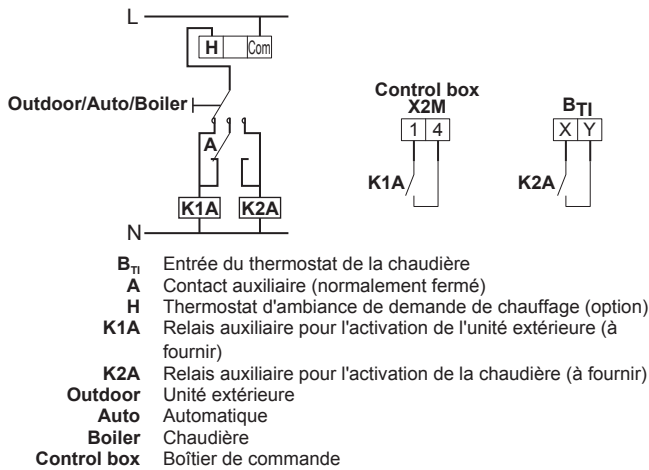 L
H Com
Outdoor/Auto/Boiler
A
K1A K2A
N
Control box
X2M
1 4
K1A
BTI
X Y
K2A
BTI Entrée du thermostat de la chaudière
A Contact auxiliaire (normalement fermé)
H Thermostat d'ambiance de demande de chauffage (option)
K1A Relais auxiliaire pour l'activation de l'unité extérieure (à
fournir)
K2A Relais auxiliaire pour l'activation de la chaudière (à fournir)
Outdoor Unité extérieure
Auto Automatique
Boiler Chaudière
Control box Boîtier de commande